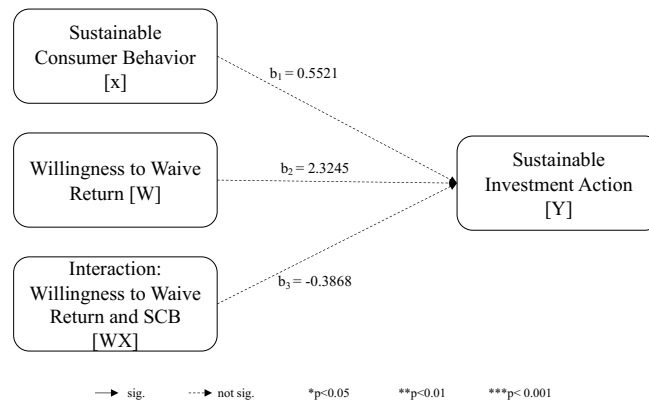 Sustainable
Consumer Behavior
[x]
b₁ = 0.5521
Willingness to Waive
Return [W]
b₂ = 2.3245
Sustainable
Investment Action
[Y]
Interaction:
Willingness to Waive
Return and SCB
[WX]
b₃ = -0.3868
sig.
not sig.
*p<0.05
**p<0.01
***p< 0.001